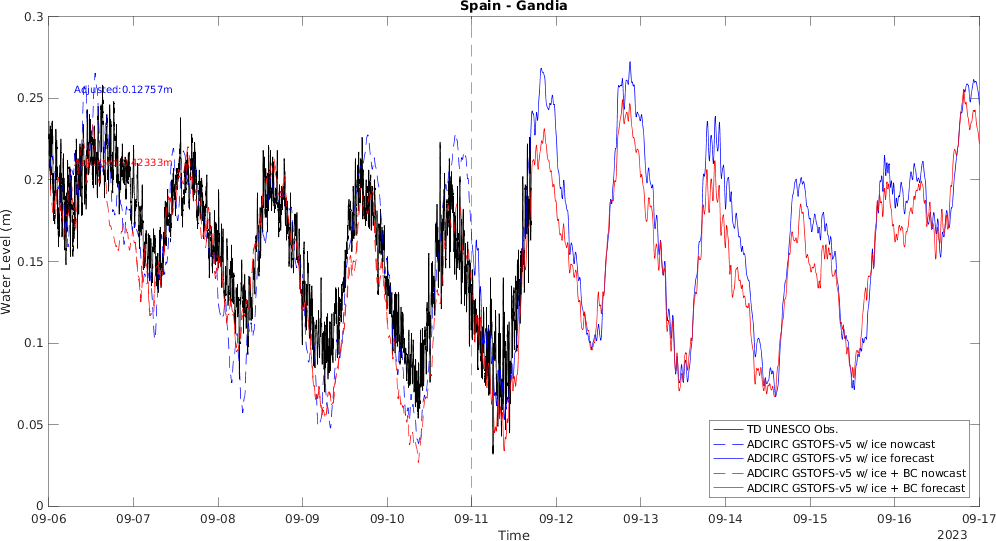 Spain - Gandia
0.3
0.25
0.2
0.15
0.1
0.05
0
Water Level (m)
Adjusted:0.12757m
42333m
TD UNESCO Obs.
ADCIRC GSTOFS-v5 w/ ice nowcast
ADCIRC GSTOFS-v5 w/ ice forecast
ADCIRC GSTOFS-v5 w/ ice + BC nowcast
ADCIRC GSTOFS-v5 w/ ice + BC forecast
09-06 09-07 09-08 09-09 09-10 09-11 09-12 09-13 09-14 09-15 09-16 09-17
Time
2023